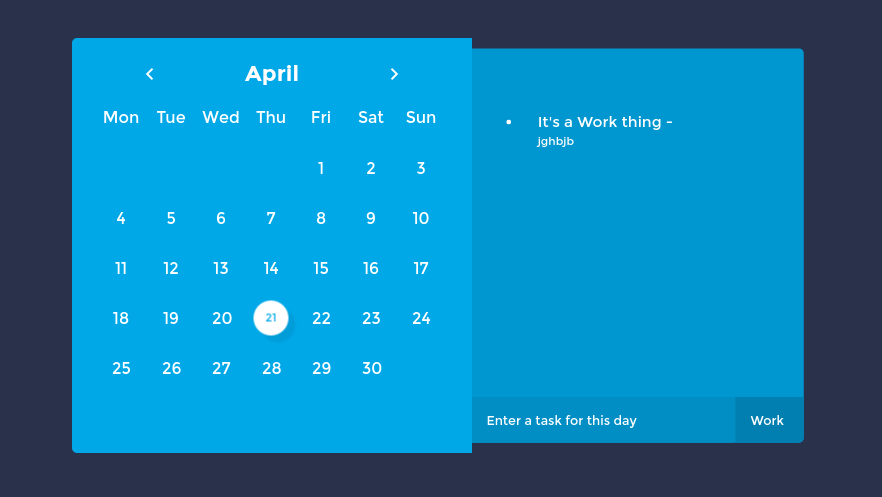 April
Mon Tue Wed Thu Fri Sat Sun
1 2 3
4 5 6 7 8 9 10
11 12 13 14 15 16 17
18 19 20 21 22 23 24
25 26 27 28 29 30
• It's a Work thing -
jghbjb
Enter a task for this day Work